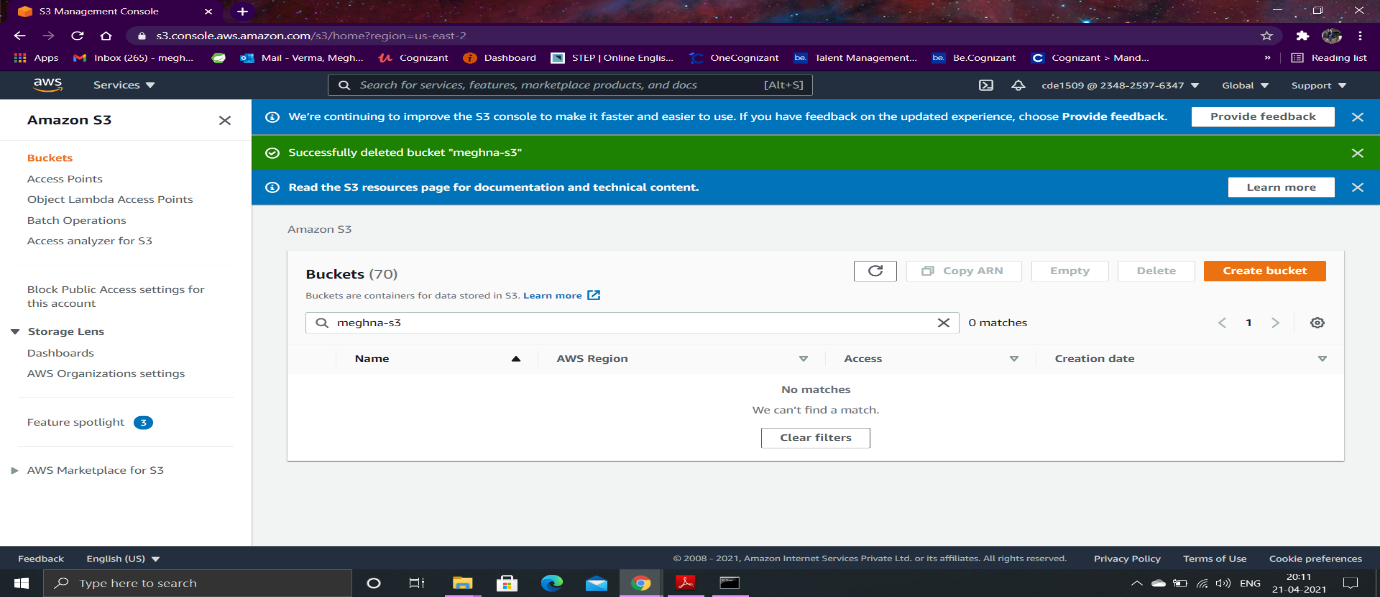 S3 Management Console
s3.console.aws.amazon.com/s3/home?region=us-east-2
Apps Inbox (265) - megh... Mail - Verma, Megh... Cognizant Dashboard STEP | Online Englis... OneCognizant be. Talent Management... be. Be.Cognizant C Cognizant > Mand... » Reading list
aws Services Search for services, features, marketplace products, and docs [Alt+S] cde1509 @ 2348-2597-6347 Global Support
Amazon S3
Buckets
Access Points
Object Lambda Access Points
Batch Operations
Access analyzer for S3
Block Public Access settings for
this account
Storage Lens
Dashboards
AWS Organizations settings
Feature spotlight 3
AWS Marketplace for S3
We're continuing to improve the S3 console to make it faster and easier to use. If you have feedback on the updated experience, choose Provide feedback. Provide feedback
Successfully deleted bucket "meghna-s3"
Read the S3 resources page for documentation and technical content. Learn more
Amazon S3
Buckets (70) Copy ARN Empty Delete Create bucket
Buckets are containers for data stored in S3. Learn more
meghna-s3 0 matches 1
Name AWS Region Access Creation date
No matches
We can't find a match.
Clear filters
Feedback English (US) © 2008 - 2021, Amazon Internet Services Private Ltd. or its affiliates. All rights reserved. Privacy Policy Terms of Use Cookie preferences
Type here to search ENG 20:11
21-04-2021